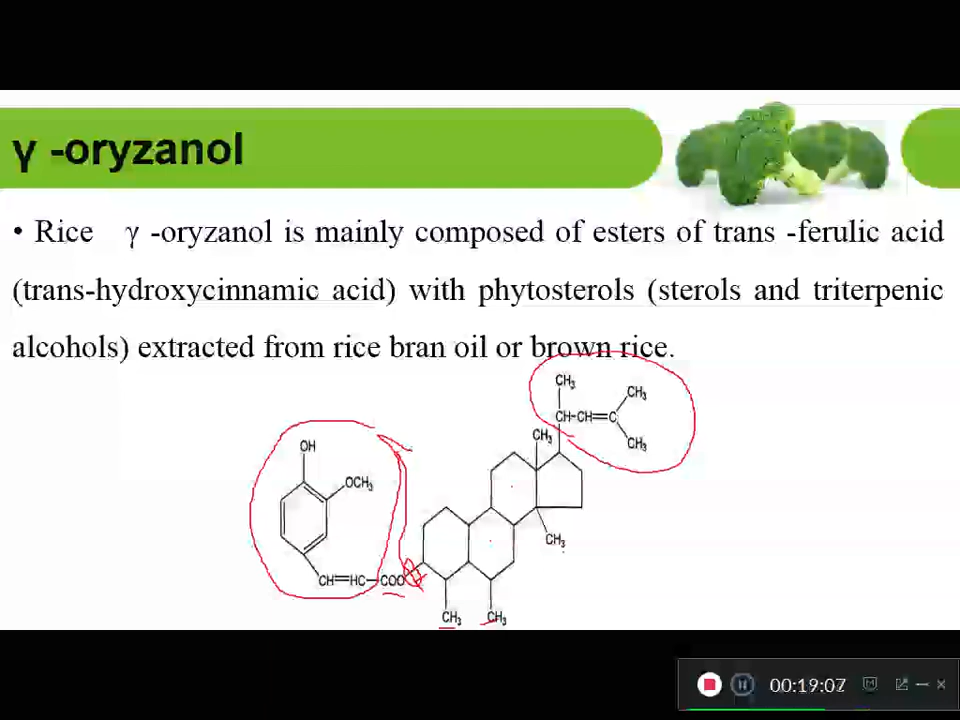 γ -oryzanol
• Rice γ -oryzanol is mainly composed of esters of trans -ferulic acid
(trans-hydroxycinnamic acid) with phytosterols (sterols and triterpenic
alcohols) extracted from rice bran oil or brown rice.
CH3
CH3
CH-CH=C
CH3
CH3
OH
OCH3
CH3
CH=HC-COO
CH3
CH3
00:19:07